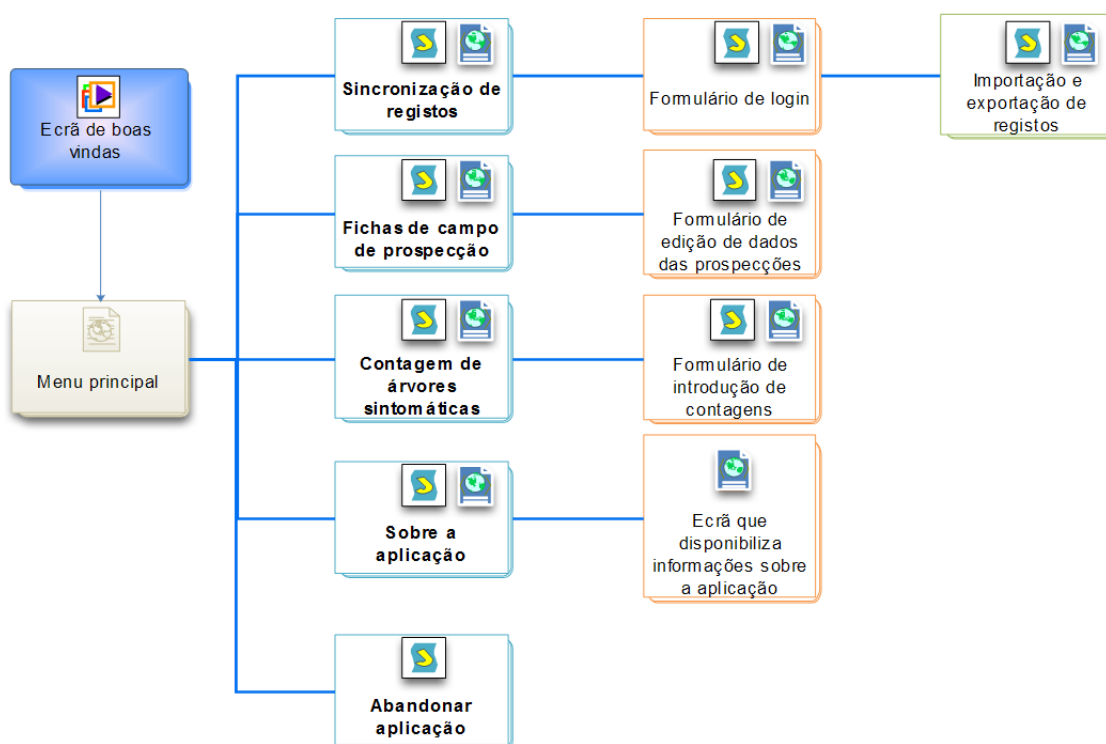 Ecrã de boas
vindas
Menu principal
Sincronização de
registos
Formulário de login
Importação e
exportação de
registos
Fichas de campo
de prospecção
Formulário de
edição de dados
das prospecções
Contagem de
árvores
sintomáticas
Formulário de
introdução de
contagens
Sobre a
aplicação
Ecrã que
disponibiliza
informações sobre
a aplicação
Abandonar
aplicação